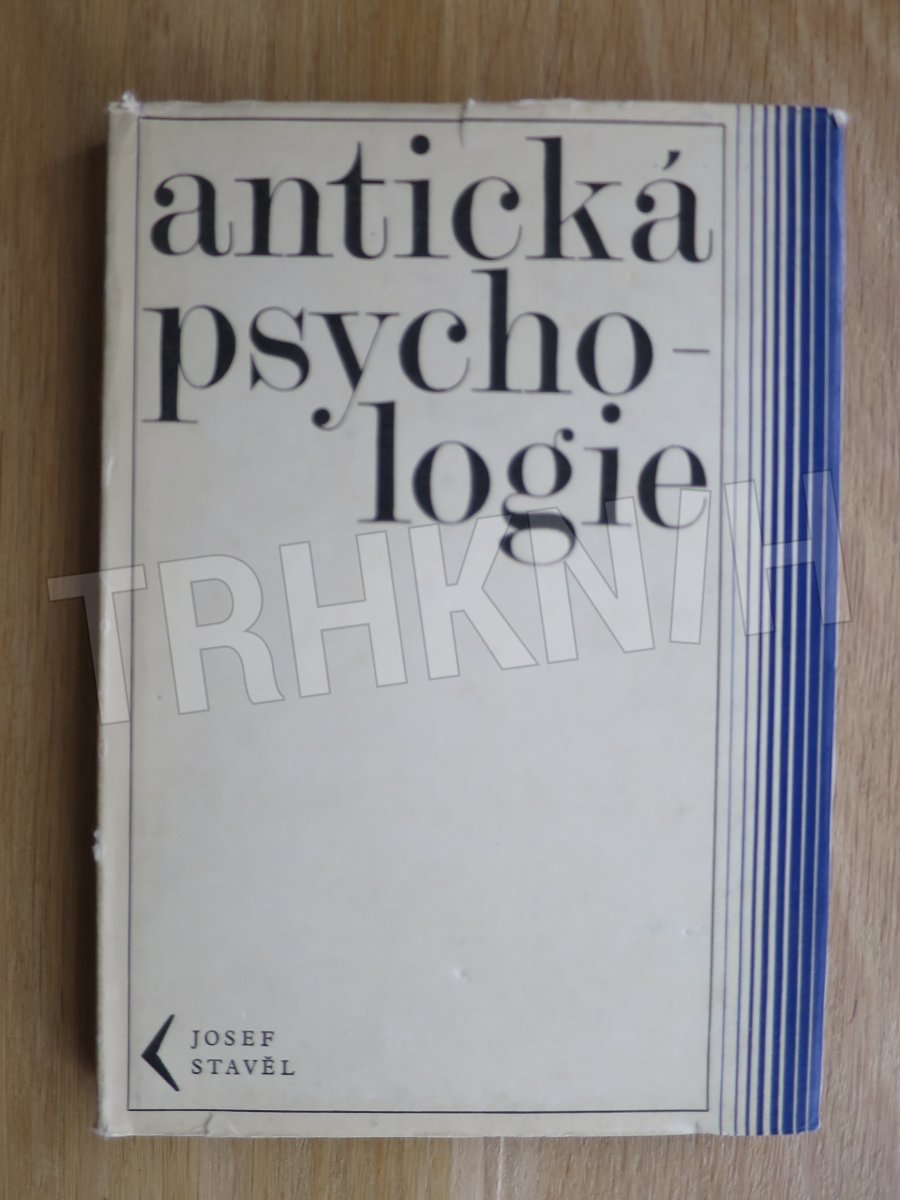 antická
psycho-
logie
TRHKNIH
JOSEF
STAVĚL